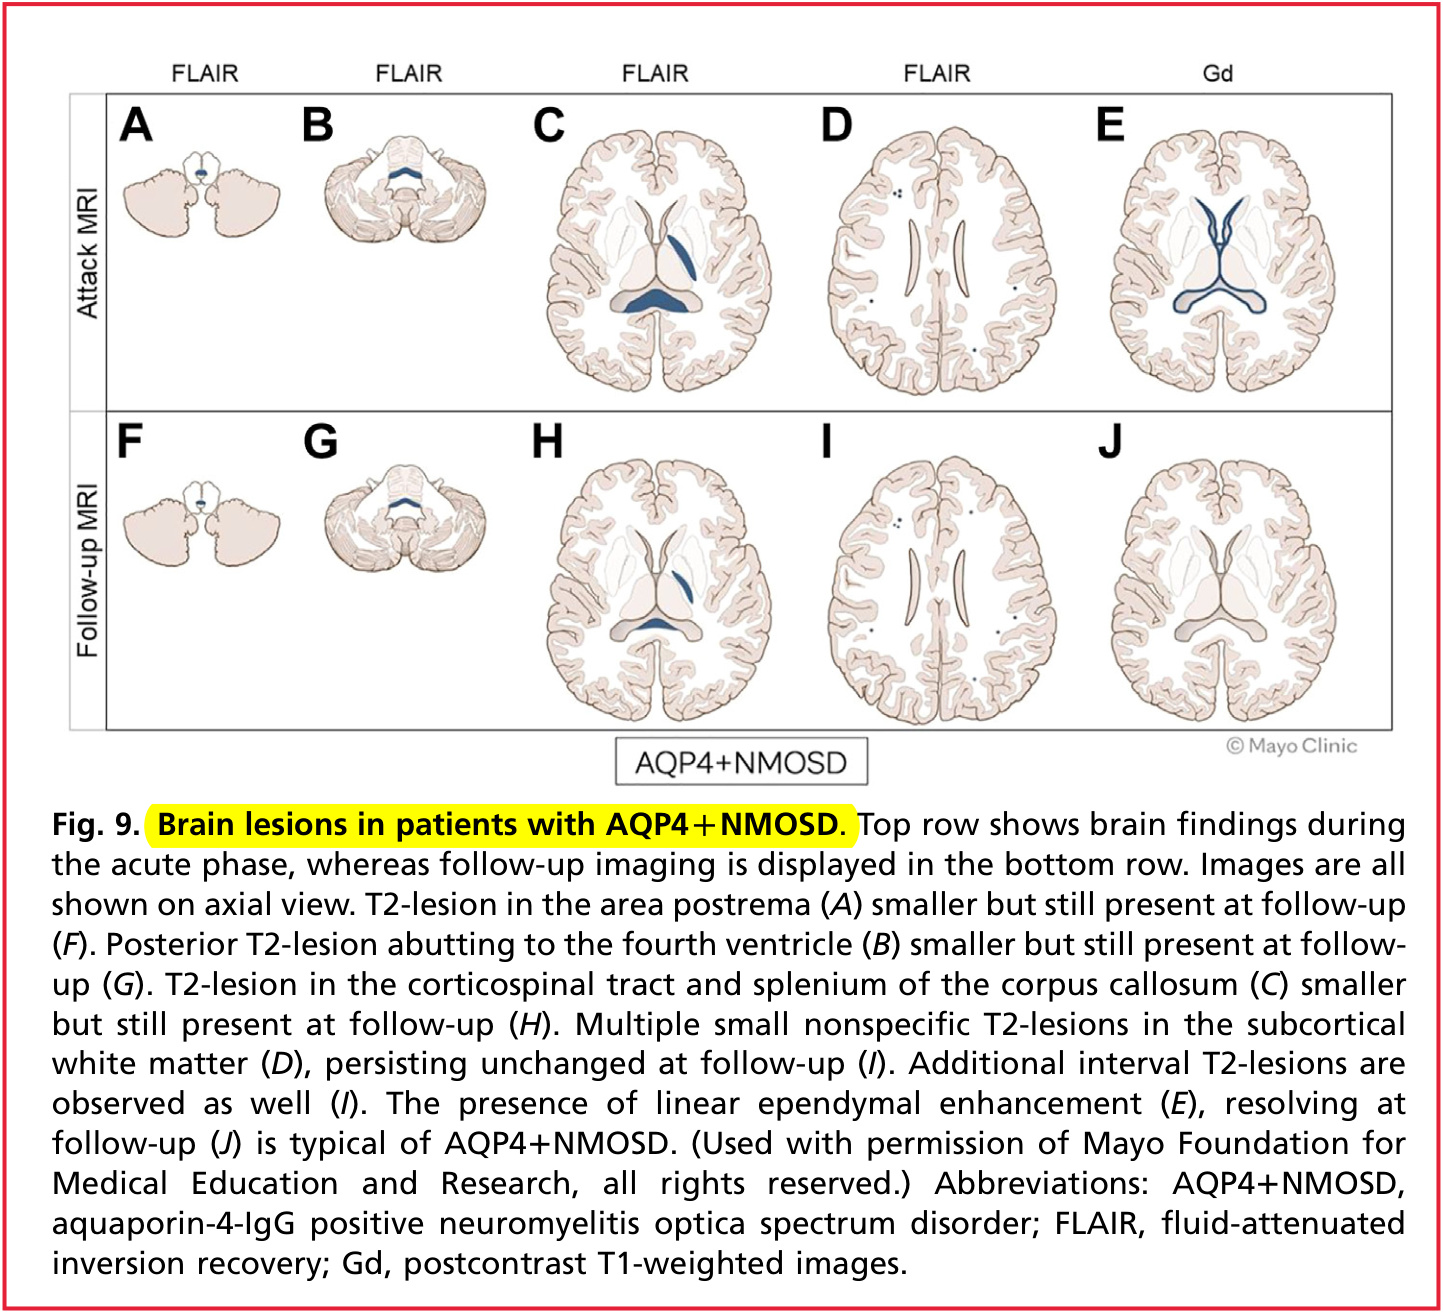 FLAIR FLAIR FLAIR FLAIR Gd
Attack MRI
A B C D E
Follow-up MRI
F G H I J
© Mayo Clinic
AQP4+NMOSD
Fig. 9. Brain lesions in patients with AQP4+NMOSD. Top row shows brain findings during
the acute phase, whereas follow-up imaging is displayed in the bottom row. Images are all
shown on axial view. T2-lesion in the area postrema (A) smaller but still present at follow-up
(F). Posterior T2-lesion abutting to the fourth ventricle (B) smaller but still present at follow-
up (G). T2-lesion in the corticospinal tract and splenium of the corpus callosum (C) smaller
but still present at follow-up (H). Multiple small nonspecific T2-lesions in the subcortical
white matter (D), persisting unchanged at follow-up (I). Additional interval T2-lesions are
observed as well (I). The presence of linear ependymal enhancement (E), resolving at
follow-up (J) is typical of AQP4+NMOSD. (Used with permission of Mayo Foundation for
Medical Education and Research, all rights reserved.) Abbreviations: AQP4+NMOSD,
aquaporin-4-IgG positive neuromyelitis optica spectrum disorder; FLAIR, fluid-attenuated
inversion recovery; Gd, postcontrast T1-weighted images.